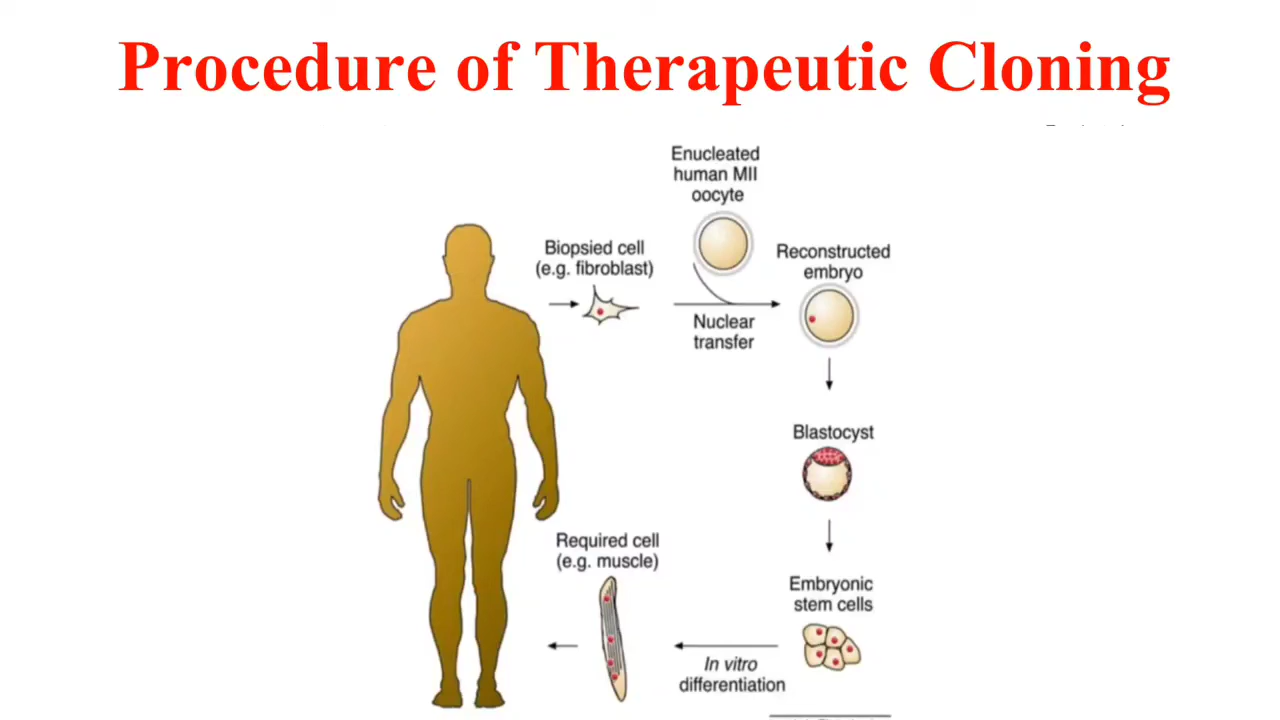 Procedure of Therapeutic Cloning
Enucleated
human MII
oocyte
Biopsied cell
(e.g. fibroblast)
Reconstructed
embryo
Nuclear
transfer
Blastocyst
Required cell
(e.g. muscle)
Embryonic
stem cells
In vitro
differentiation